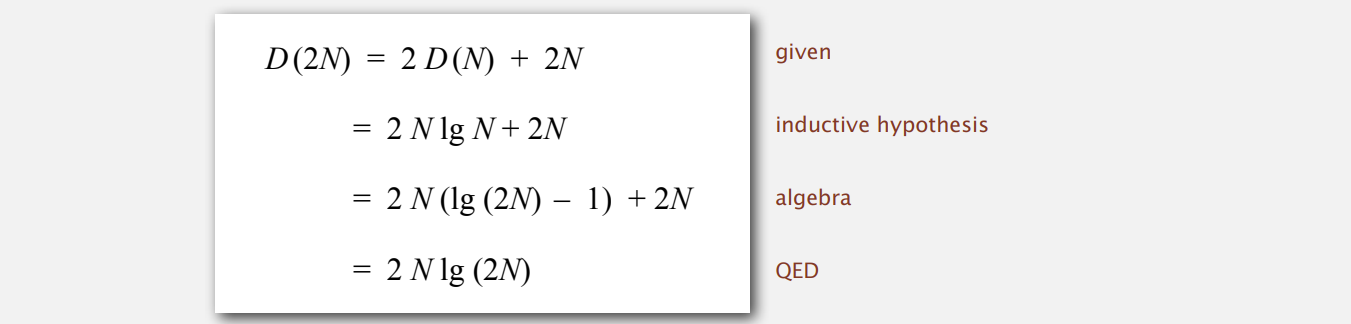 D(2N) = 2 D(N) + 2N given
= 2 N lg N + 2N inductive hypothesis
= 2 N (lg (2N) – 1) + 2N algebra
= 2 N lg (2N) QED